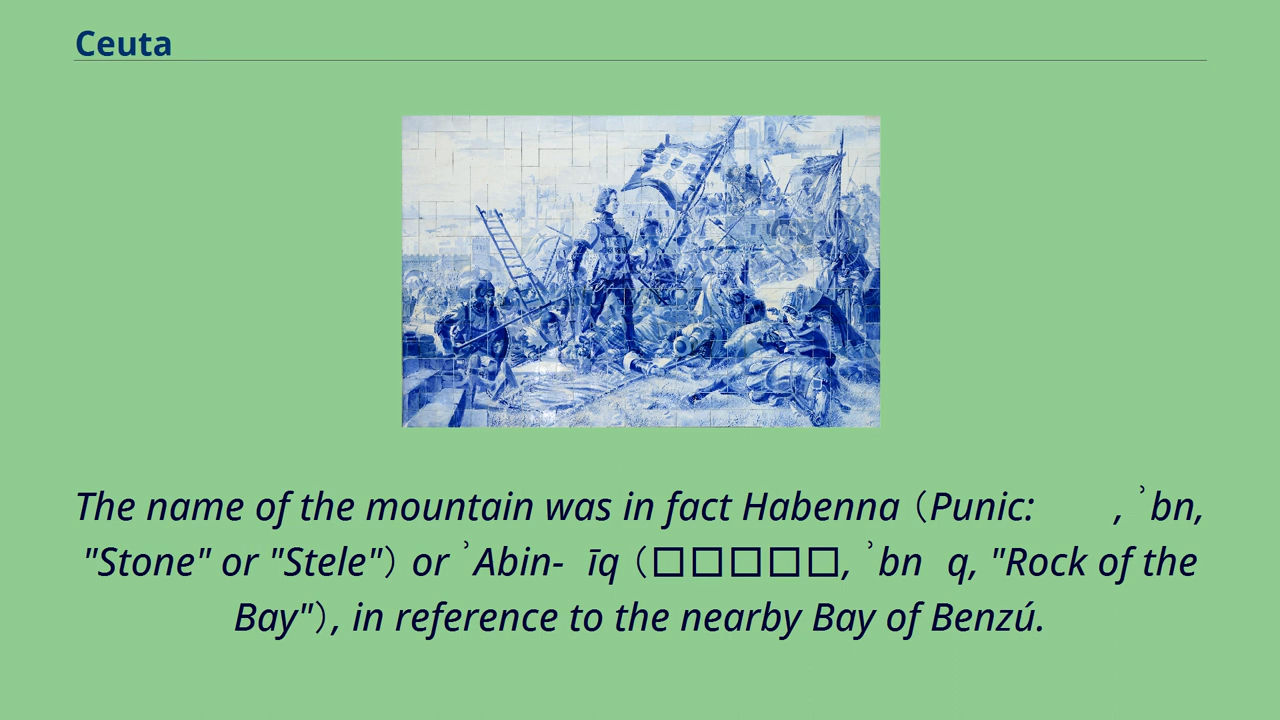 Ceuta
The name of the mountain was in fact Habenna (Punic: , ʾbn,
"Stone" or "Stele") or ʾAbin- īq (□□□□□, ʾbn q, "Rock of the
Bay"), in reference to the nearby Bay of Benzú.